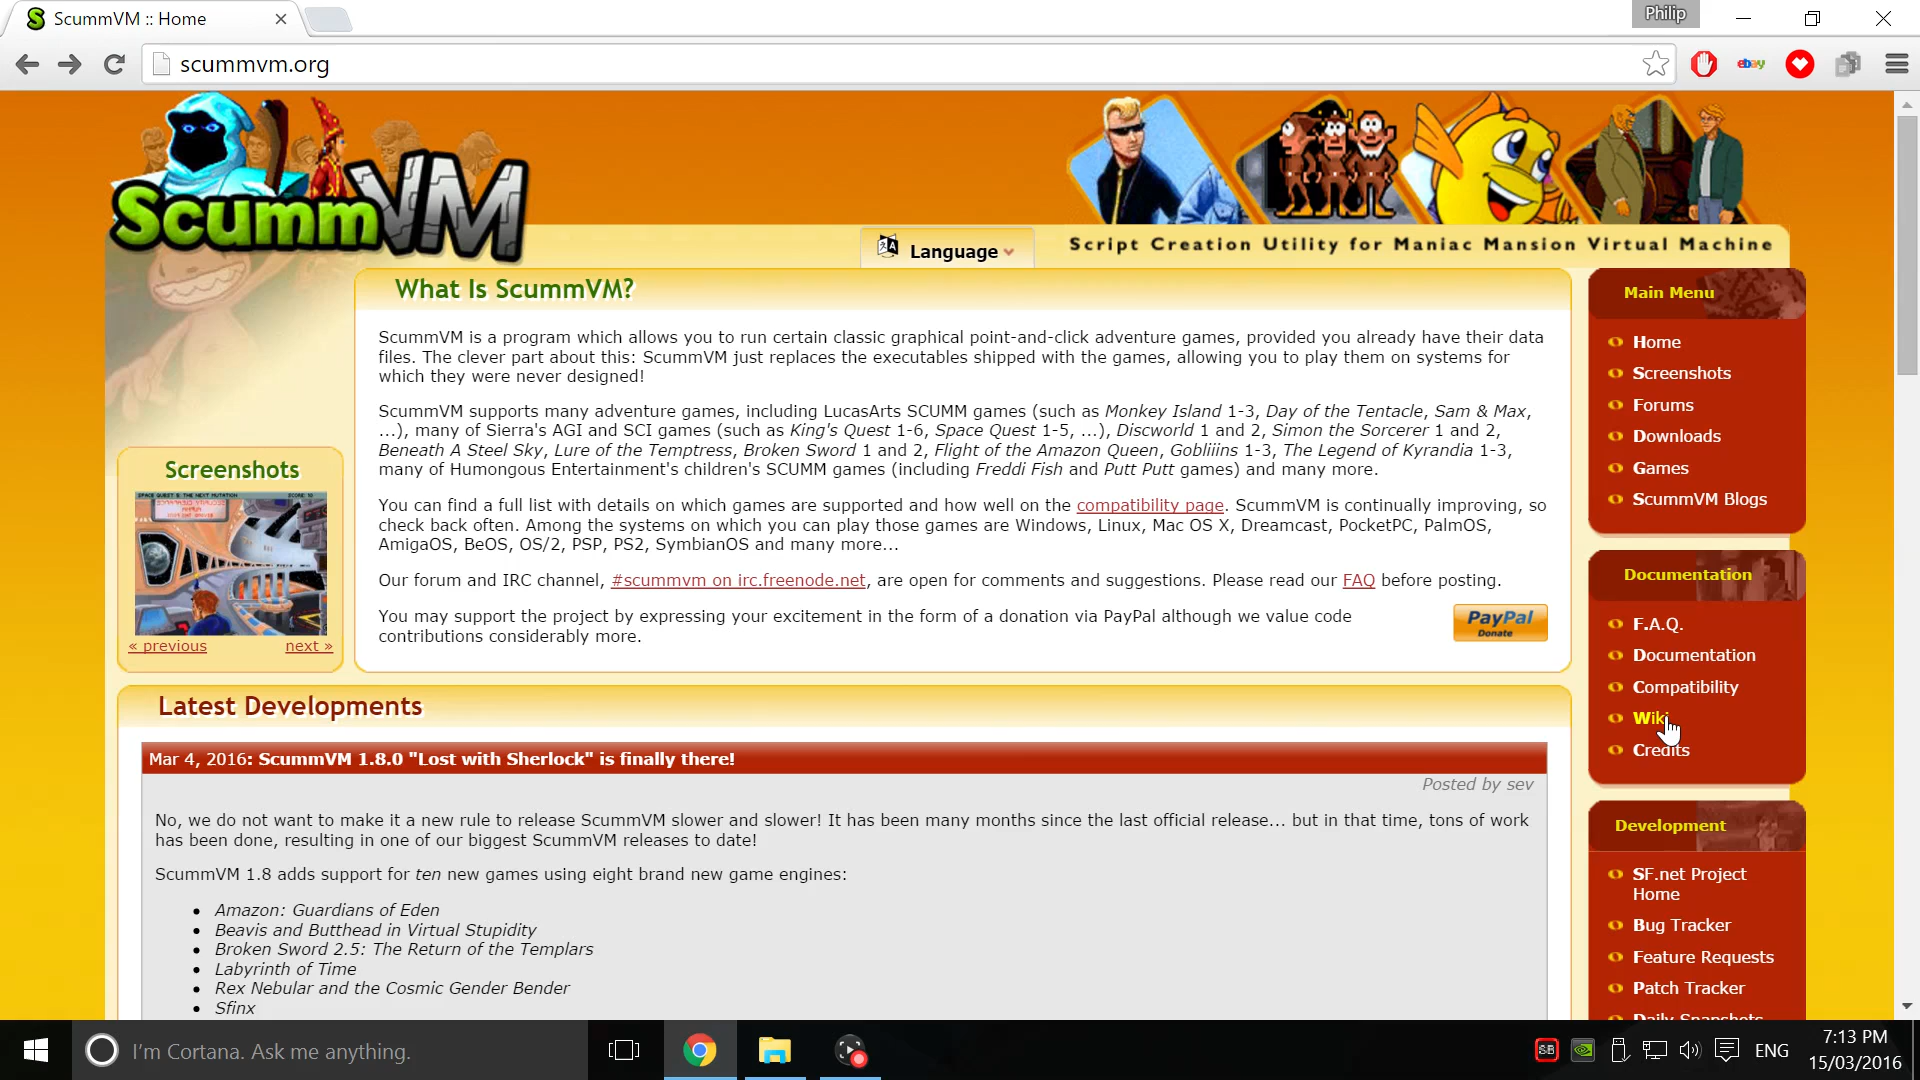 ScummVM :: Home
Philip
scummvm.org
ebay
ScummVM
Language
Script Creation Utility for Maniac Mansion Virtual Machine
What Is ScummVM?
ScummVM is a program which allows you to run certain classic graphical point-and-click adventure games, provided you already have their data
files. The clever part about this: ScummVM just replaces the executables shipped with the games, allowing you to play them on systems for
which they were never designed!
ScummVM supports many adventure games, including LucasArts SCUMM games (such as Monkey Island 1-3, Day of the Tentacle, Sam & Max,
...), many of Sierra's AGI and SCI games (such as King's Quest 1-6, Space Quest 1-5, ...), Discworld 1 and 2, Simon the Sorcerer 1 and 2,
Beneath A Steel Sky, Lure of the Temptress, Broken Sword 1 and 2, Flight of the Amazon Queen, Gobliiins 1-3, The Legend of Kyrandia 1-3,
many of Humongous Entertainment's children's SCUMM games (including Freddi Fish and Putt Putt games) and many more.
You can find a full list with details on which games are supported and how well on the compatibility page. ScummVM is continually improving, so
check back often. Among the systems on which you can play those games are Windows, Linux, Mac OS X, Dreamcast, PocketPC, PalmOS,
AmigaOS, BeOS, OS/2, PSP, PS2, SymbianOS and many more...
Our forum and IRC channel, #scummvm on irc.freenode.net, are open for comments and suggestions. Please read our FAQ before posting.
You may support the project by expressing your excitement in the form of a donation via PayPal although we value code
contributions considerably more.
PayPal
Donate
Screenshots
SPACE QUEST 5: THE NEXT MUTATION SCORE: 10
« previous next »
Latest Developments
Mar 4, 2016: ScummVM 1.8.0 "Lost with Sherlock" is finally there!
Posted by sev
No, we do not want to make it a new rule to release ScummVM slower and slower! It has been many months since the last official release... but in that time, tons of work
has been done, resulting in one of our biggest ScummVM releases to date!
ScummVM 1.8 adds support for ten new games using eight brand new game engines:
Amazon: Guardians of Eden
Beavis and Butthead in Virtual Stupidity
Broken Sword 2.5: The Return of the Templars
Labyrinth of Time
Rex Nebular and the Cosmic Gender Bender
Sfinx
Main Menu
Home
Screenshots
Forums
Downloads
Games
ScummVM Blogs
Documentation
F.A.Q.
Documentation
Compatibility
Wiki
Credits
Development
SF.net Project
Home
Bug Tracker
Feature Requests
Patch Tracker
Daily Snapshots
I'm Cortana. Ask me anything.
SB
ENG
7:13 PM
15/03/2016